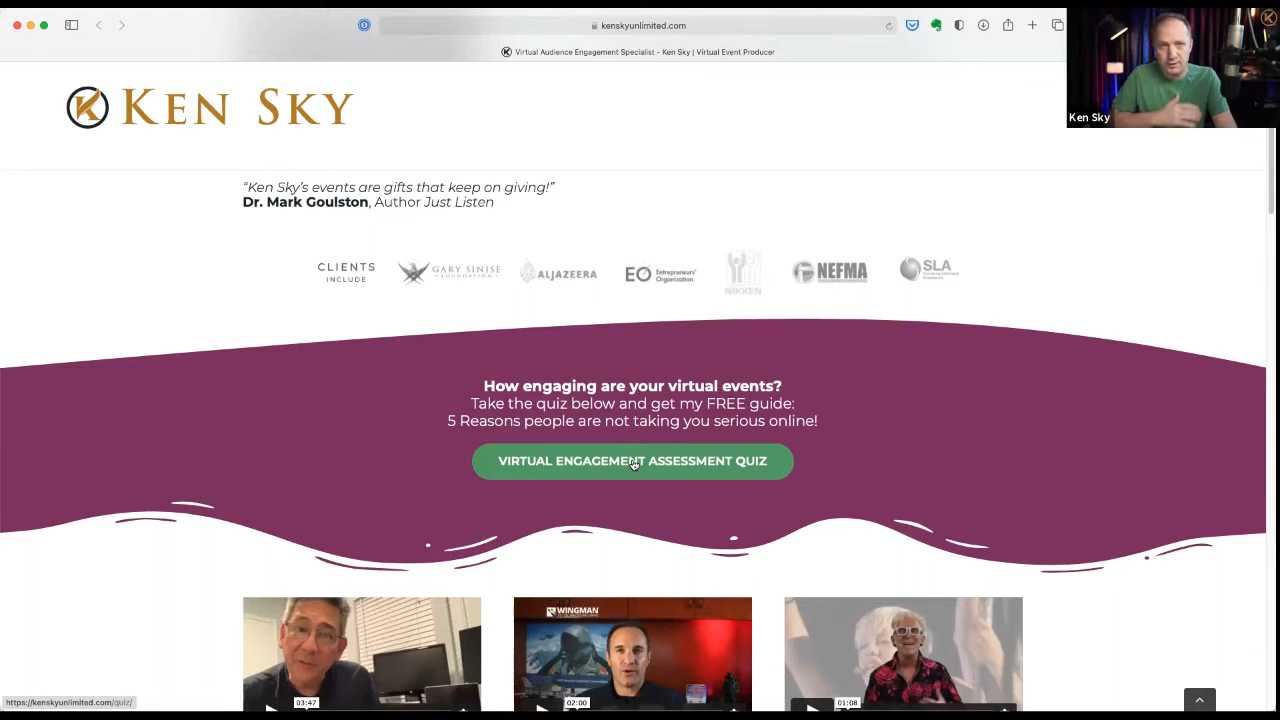 kenskyunlimited.com
Virtual Audience Engagement Specialist - Ken Sky | Virtual Event Producer
Ken Sky
KEN SKY
“Ken Sky’s events are gifts that keep on giving!”
Dr. Mark Goulston, Author Just Listen
CLIENTS
INCLUDE
GARY SINISE
FOUNDATION
ALJAZEERA
EO Entrepreneurs'
Organization
NIKKEN
NEFMA
SLA
How engaging are your virtual events?
Take the quiz below and get my FREE guide:
5 Reasons people are not taking you serious online!
VIRTUAL ENGAGEMENT ASSESSMENT QUIZ
WINGMAN
03:47
02:00
01:08
https://kenskyunlimited.com/quiz/